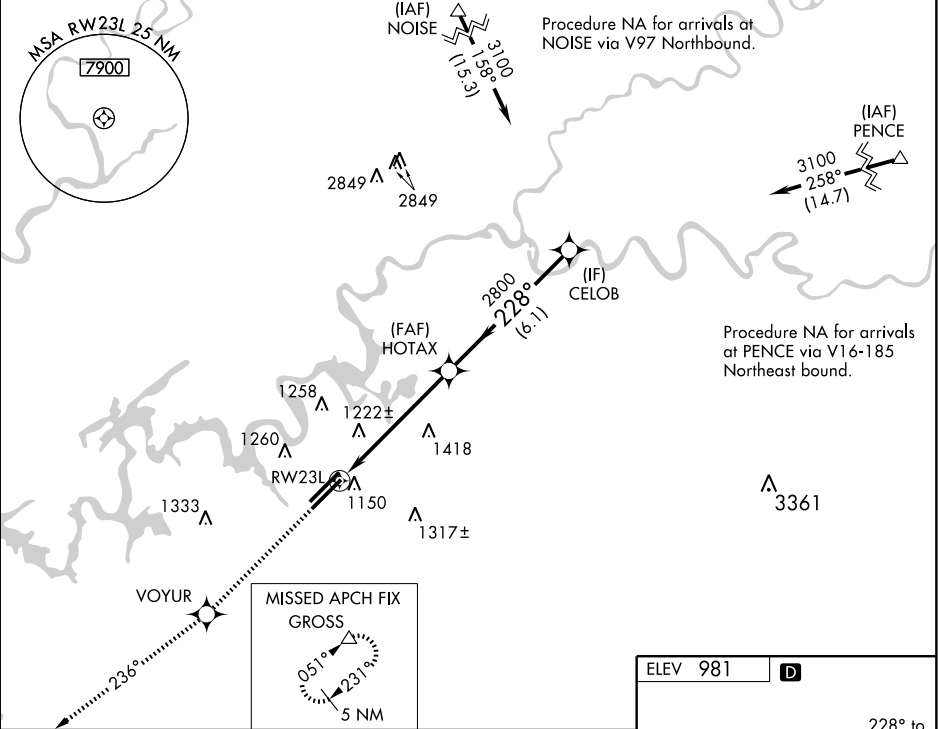 MSA RW23L 25 NM
7900
(IAF)
NOISE
3100
158°
(15.3)
Procedure NA for arrivals at
NOISE via V97 Northbound.
(IAF)
PENCE
3100
258°
(14.7)
2849
2849
(IF)
CELOB
2800
228°
(6.1)
(FAF)
HOTAX
Procedure NA for arrivals
at PENCE via V16-185
Northeast bound.
1258
1222±
1260
1418
RW23L
1150
1333
1317±
3361
VOYUR
236°
MISSED APCH FIX
GROSS
051°
231°
5 NM
ELEV 981
D
228° to